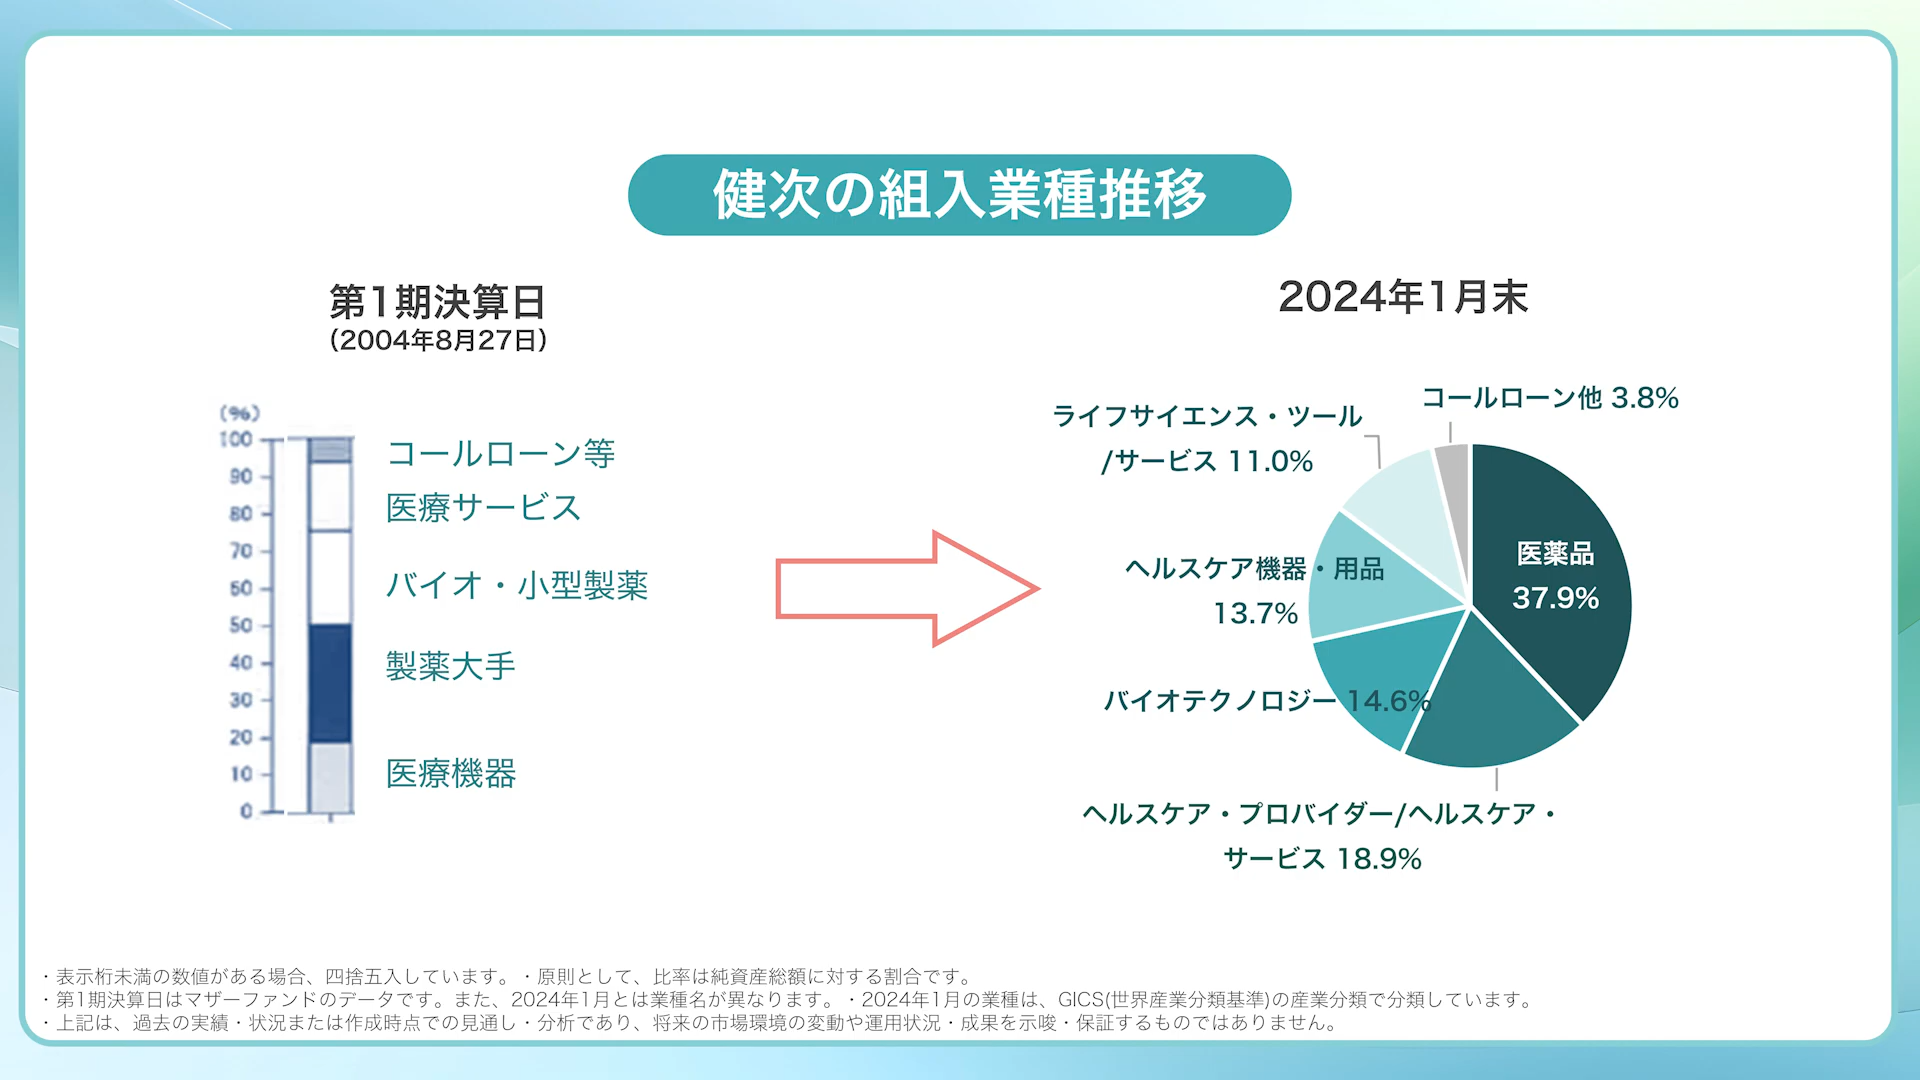 健次の組入業種推移
第1期決算日
(2004年8月27日)
(%)
100
90
80
70
60
50
40
30
20
10
0
コールローン等
医療サービス
バイオ・小型製薬
製薬大手
医療機器
2024年1月末
コールローン他 3.8%
ライフサイエンス・ツール
/サービス 11.0%
医薬品
37.9%
ヘルスケア機器・用品
13.7%
バイオテクノロジー 14.6%
ヘルスケア・プロバイダー/ヘルスケア・
サービス 18.9%
・表示桁未満の数値がある場合、四捨五入しています。・原則として、比率は純資産総額に対する割合です。
・第1期決算日はマザーファンドのデータです。また、2024年1月とは業種名が異なります。・2024年1月の業種は、GICS(世界産業分類基準)の産業分類で分類しています。
・上記は、過去の実績・状況または作成時点での見通し・分析であり、将来の市場環境の変動や運用状況・成果を示唆・保証するものではありません。